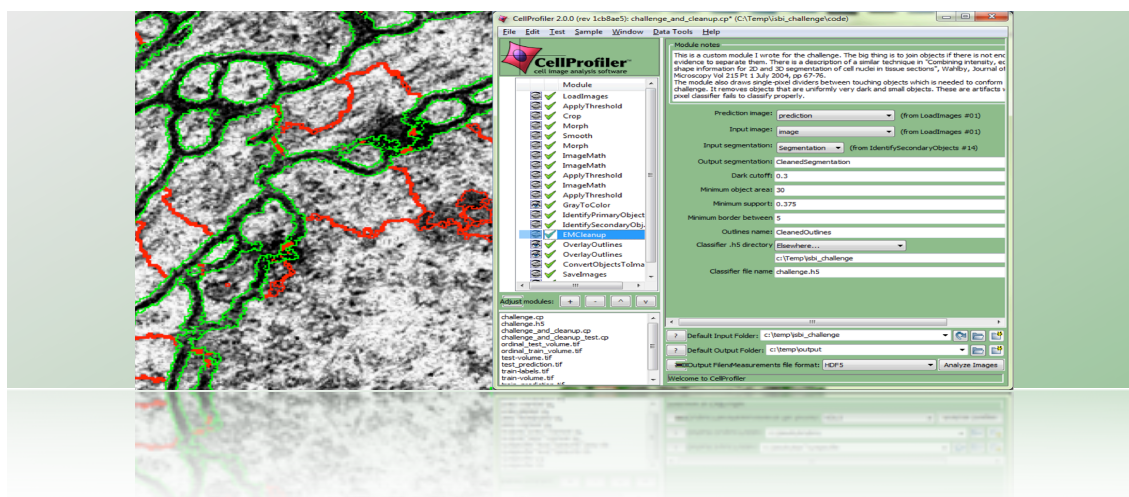 CellProfiler 2.0.0 (rev 1cb8ae5): challenge_and_cleanup.cp* (C:\Temp\isbi_challenge\code)
File Edit Test Sample Window Data Tools Help
CellProfiler™
cell image analysis software
Module
LoadImages
ApplyThreshold
Crop
Morph
Smooth
Morph
ImageMath
ImageMath
ApplyThreshold
ImageMath
ApplyThreshold
GrayToColor
IdentifyPrimaryObject
IdentifySecondaryObj
EMCleanup
OverlayOutlines
OverlayOutlines
ConvertObjectsToIma
SaveImages
Adjust modules: + - ^ v
challenge.cp
challenge.h5
challenge_and_cleanup.cp
challenge_and_cleanup_test.cp
ordinal_test_volume.tif
ordinal_train_volume.tif
test-volume.tif
test_prediction.tif
train-labels.tif
train-volume.tif
train_prediction.tif
Module notes
This is a custom module I wrote for the challenge. The big thing is to join objects if there is not enc
evidence to separate them. There is a description of a similar technique in "Combining intensity, ed
shape information for 2D and 3D segmentation of cell nuclei in tissue sections", Wahlby, Journal of
Microscopy Vol 215 Pt 1 July 2004, pp 67-76.
The module also draws single-pixel dividers between touching objects which is needed to conform
challenge. It removes objects that are uniformly very dark and small objects. These are artifacts w
pixel classifier fails to classify properly.
Prediction image: prediction (from LoadImages #01)
Input image: image (from LoadImages #01)
Input segmentation: Segmentation (from IdentifySecondaryObjects #14)
Output segmentation: CleanedSegmentation
Dark cutoff: 0.3
Minimum object area: 30
Minimum support: 0.375
Minimum border between 5
Outlines name: CleanedOutlines
Classifier .h5 directory Elsewhere...
c:\Temp\isbi_challenge
Classifier file name challenge.h5
? Default Input Folder: c:\temp\isbi_challenge
? Default Output Folder: c:\temp\output
Measurements file format: HDF5 Analyze Images
Welcome to CellProfiler